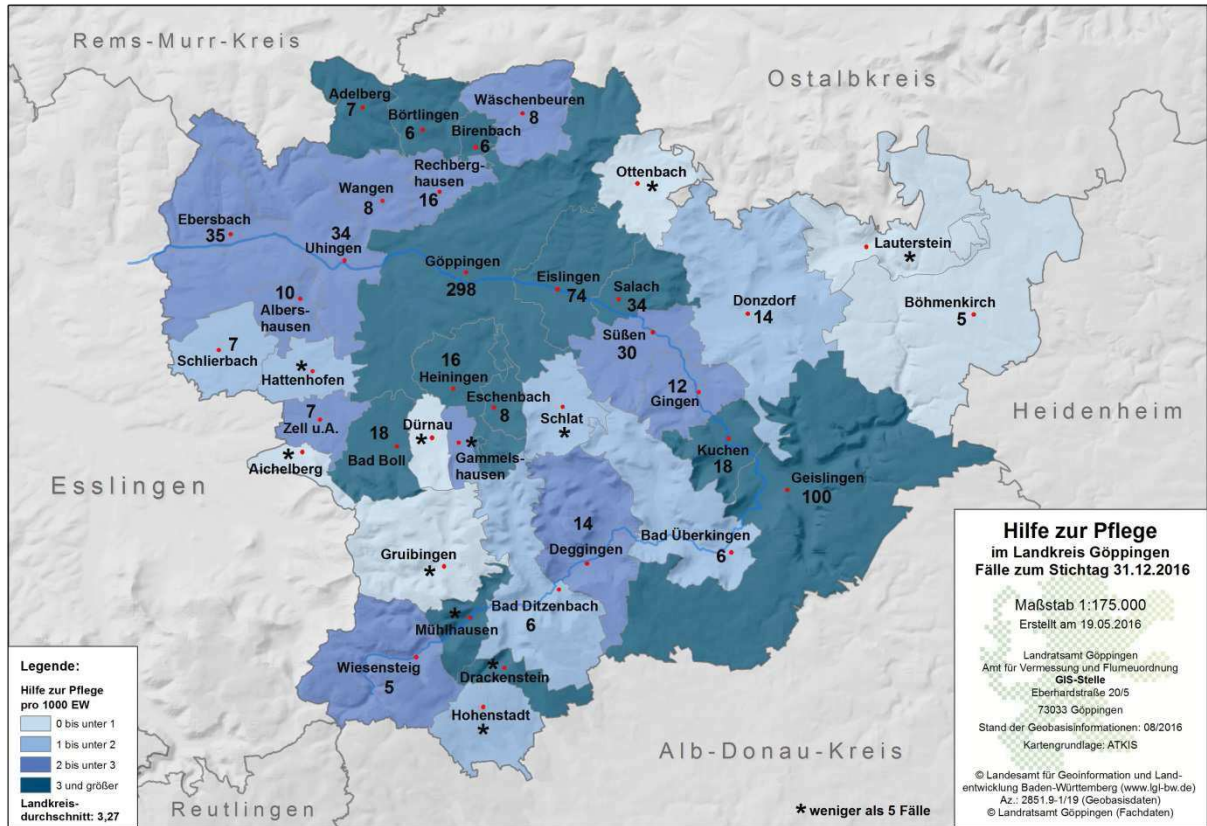 Rems-Murr-Kreis
Ostalbkreis
Adelberg
7
Börtlingen
6
Birenbach
6
Wäschenbeuren
8
Rechberg-
hausen
16
Wangen
8
Ottenbach
*
Ebersbach
35
34
Uhingen
Lauterstein
*
Göppingen
298
Eislingen
74
Salach
34
Donzdorf
14
Böhmenkirch
5
10
Albers-
hausen
7
Schlierbach
*
Hattenhofen
Süßen
30
16
Heiningen
12
Gingen
Eschenbach
8
Schlat
*
Heidenheim
7
Zell u.A.
18
Bad Boll
Dürnau
*
*
Gammels-
hausen
Kuchen
18
*
Aichelberg
Esslingen
Geislingen
100
14
Deggingen
Bad Überkingen
6
Gruibingen
*
Bad Ditzenbach
6
*
Mühlhausen
Wiesensteig
5
*
Drackenstein
Hohenstadt
*
Alb-Donau-Kreis
Reutlingen
* weniger als 5 Fälle
Legende:
Hilfe zur Pflege
pro 1000 EW
0 bis unter 1
1 bis unter 2
2 bis unter 3
3 und größer
Landkreis-
durchschnitt: 3,27
Hilfe zur Pflege
im Landkreis Göppingen
Fälle zum Stichtag 31.12.2016
Maßstab 1:175.000
Erstellt am 19.05.2016
Landratsamt Göppingen
Amt für Vermessung und Flurneuordnung
GIS-Stelle
Eberhardstraße 20/5
73033 Göppingen
Stand der Geobasisinformationen: 08/2016
Kartengrundlage: ATKIS
© Landesamt für Geoinformation und Land-
entwicklung Baden-Württemberg (www.lgl-bw.de)
Az.: 2851.9-1/19 (Geobasisdaten)
© Landratsamt Göppingen (Fachdaten)